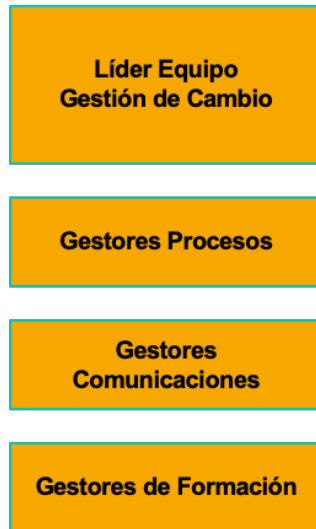 Líder Equipo
Gestión de Cambio
Gestores Procesos
Gestores
Comunicaciones
Gestores de Formación